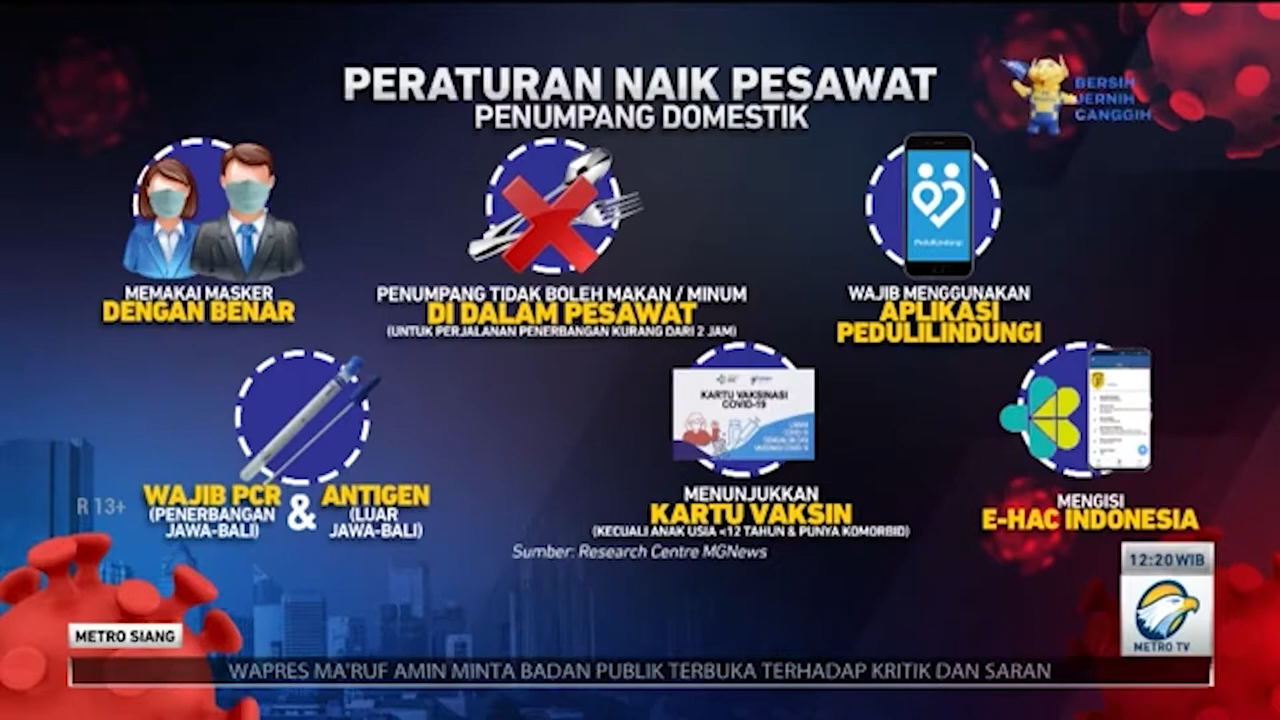 PERATURAN NAIK PESAWAT
PENUMPANG DOMESTIK
BERSIH
JERNIH
CANGGIH
MEMAKAI MASKER
DENGAN BENAR
PENUMPANG TIDAK BOLEH MAKAN / MINUM
DI DALAM PESAWAT
(UNTUK PERJALANAN PENERBANGAN KURANG DARI 2 JAM)
PeduliLindungi
WAJIB MENGGUNAKAN
APLIKASI
PEDULILINDUNGI
WAJIB PCR
(PENERBANGAN
JAWA-BALI)
&
ANTIGEN
(LUAR
JAWA-BALI)
KARTU VAKSINASI
COVID-19
MENUNJUKKAN
KARTU VAKSIN
(KECUALI ANAK USIA <12 TAHUN & PUNYA KOMORBID)
MENGISI
E-HAC INDONESIA
R 13+
Sumber: Research Centre MGNews
12:20 WIB
METRO TV
METRO SIANG
WAPRES MA'RUF AMIN MINTA BADAN PUBLIK TERBUKA TERHADAP KRITIK DAN SARAN